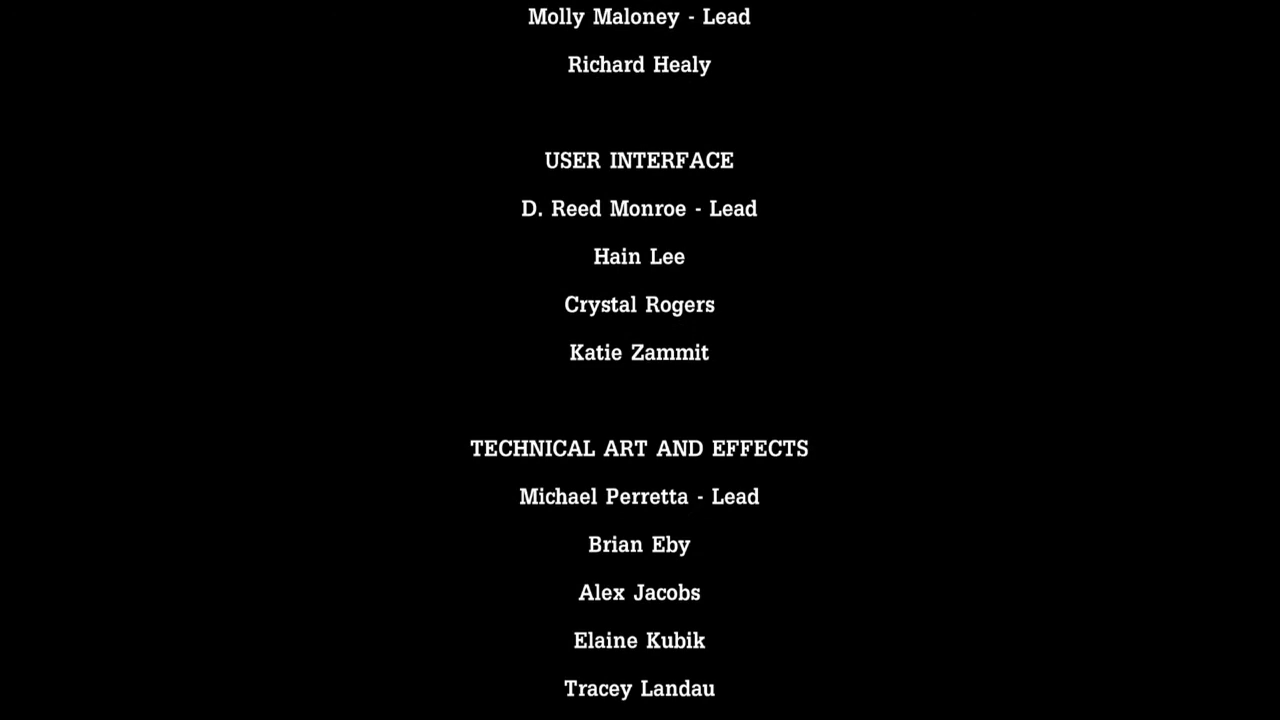 Molly Maloney - Lead
Richard Healy
USER INTERFACE
D. Reed Monroe - Lead
Hain Lee
Crystal Rogers
Katie Zammit
TECHNICAL ART AND EFFECTS
Michael Perretta - Lead
Brian Eby
Alex Jacobs
Elaine Kubik
Tracey Landau